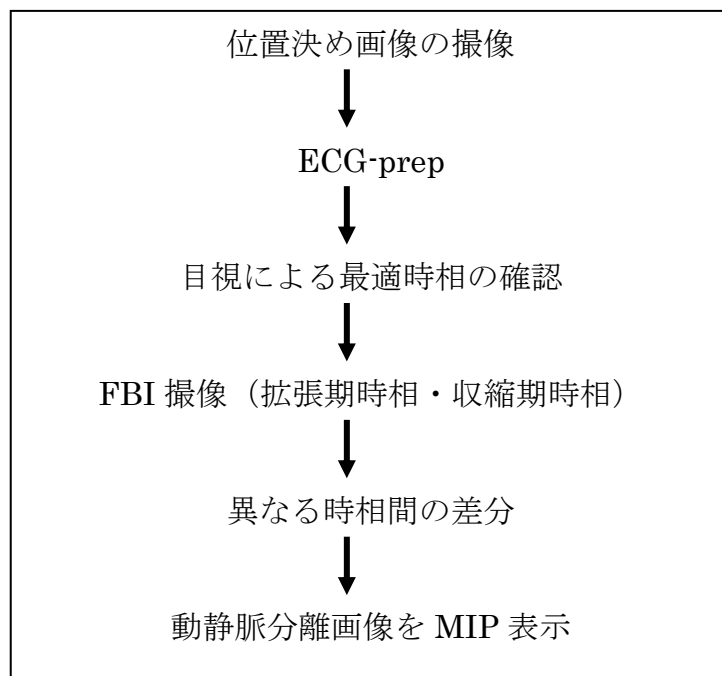 位置決め画像の撮像
ECG-prep
目視による最適時相の確認
FBI 撮像（拡張期時相・収縮期時相）
異なる時相間の差分
動静脈分離画像を MIP 表示